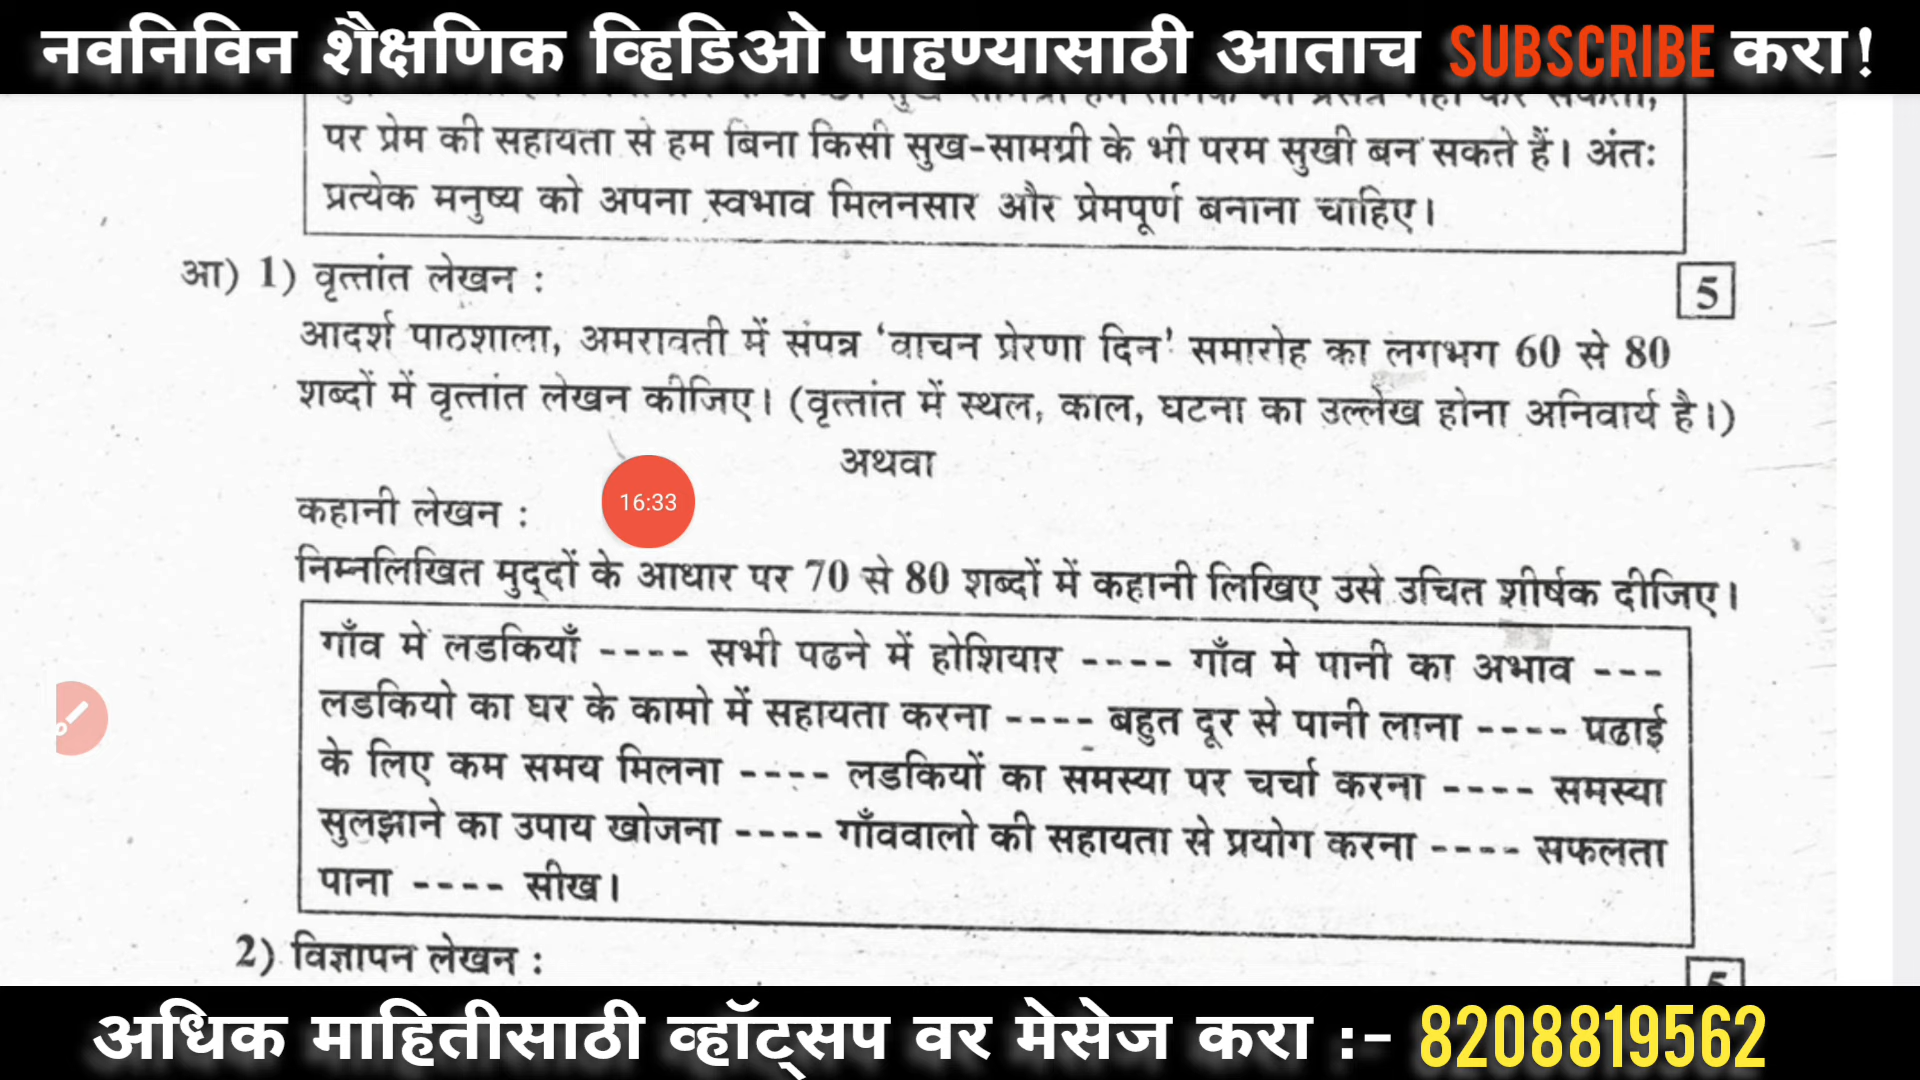 नवनिविन शैक्षणिक व्हिडिओ पाहण्यासाठी आताच SUBSCRIBE करा!
पर प्रेम की सहायता से हम बिना किसी सुख-सामग्री के भी परम सुखी बन सकते हैं। अंतः
प्रत्येक मनुष्य को अपना स्वभाव मिलनसार और प्रेमपूर्ण बनाना चाहिए।
आ) 1) वृत्तांत लेखन :
5
आदर्श पाठशाला, अमरावती में संपन्न ‘वाचन प्रेरणा दिन’ समारोह का लगभग 60 से 80
शब्दों में वृत्तांत लेखन कीजिए। (वृत्तांत में स्थल, काल, घटना का उल्लेख होना अनिवार्य है।)
अथवा
कहानी लेखन :
16:33
निम्नलिखित मुद्दों के आधार पर 70 से 80 शब्दों में कहानी लिखिए उसे उचित शीर्षक दीजिए।
गाँव में लडकियाँ ---- सभी पढने में होशियार ---- गाँव मे पानी का अभाव ---
लडकियो का घर के कामो में सहायता करना ---- बहुत दूर से पानी लाना ---- पढाई
के लिए कम समय मिलना ---- लडकियों का समस्या पर चर्चा करना ---- समस्या
सुलझाने का उपाय खोजना ---- गाँववालो की सहायता से प्रयोग करना ---- सफलता
पाना ---- सीख।
2) विज्ञापन लेखन :
5
अधिक माहितीसाठी व्हॉट्सप वर मेसेज करा :- 8208819562